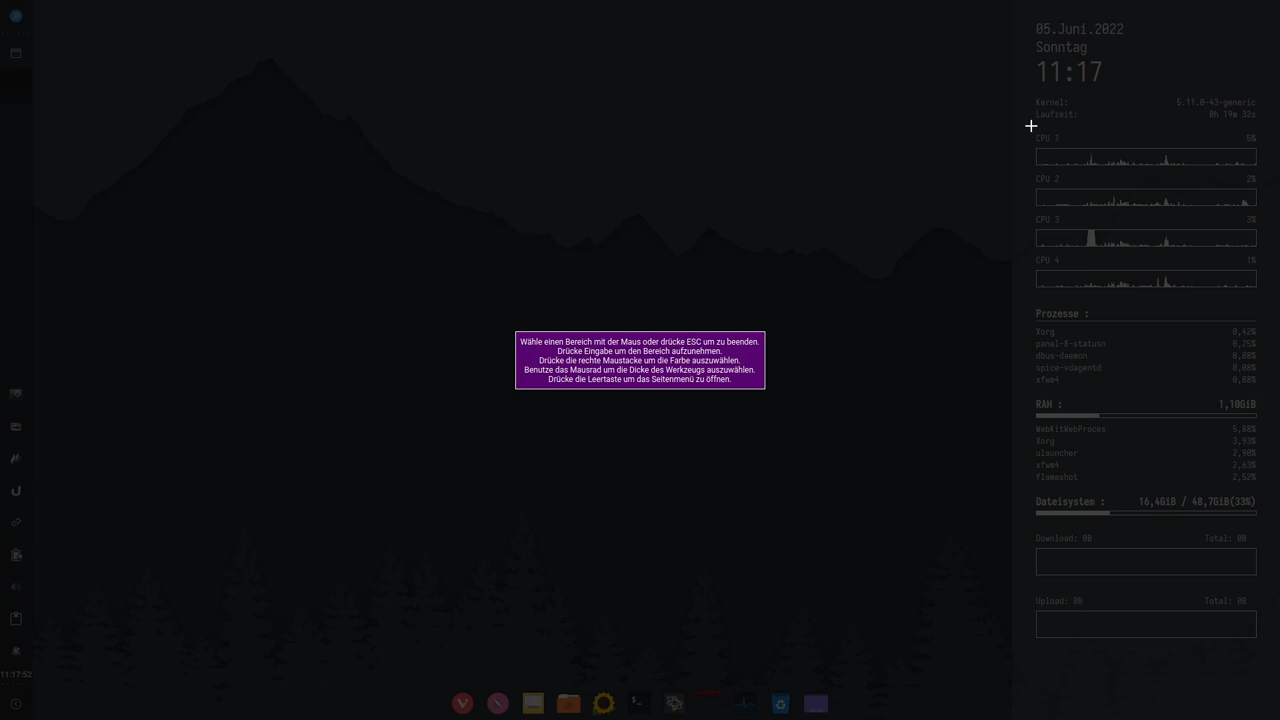 05.Juni.2022
Sonntag
11:17
Kernel: 5.11.0-43-generic
Laufzeit: 0h 19m 32s
CPU 1 5%
CPU 2 2%
CPU 3 3%
CPU 4 1%
Wähle einen Bereich mit der Maus oder drücke ESC um zu beenden.
Drücke Eingabe um den Bereich aufzunehmen.
Drücke die rechte Maustacke um die Farbe auszuwählen.
Benutze das Mausrad um die Dicke des Werkzeugs auszuwählen.
Drücke die Leertaste um das Seitenmenü zu öffnen.
Prozesse :
Xorg 0,42%
panel-8-statusn 0,25%
dbus-daemon 0,08%
spice-vdagentd 0,08%
xfwm4 0,08%
RAM : 1,10GiB
WebKitWebProces 5,88%
Xorg 3,93%
ulauncher 2,90%
xfwm4 2,63%
flameshot 2,52%
Dateisystem : 16,4GiB / 48,7GiB(33%)
Download: 0B Total: 0B
Upload: 0B Total: 0B
11:17:52